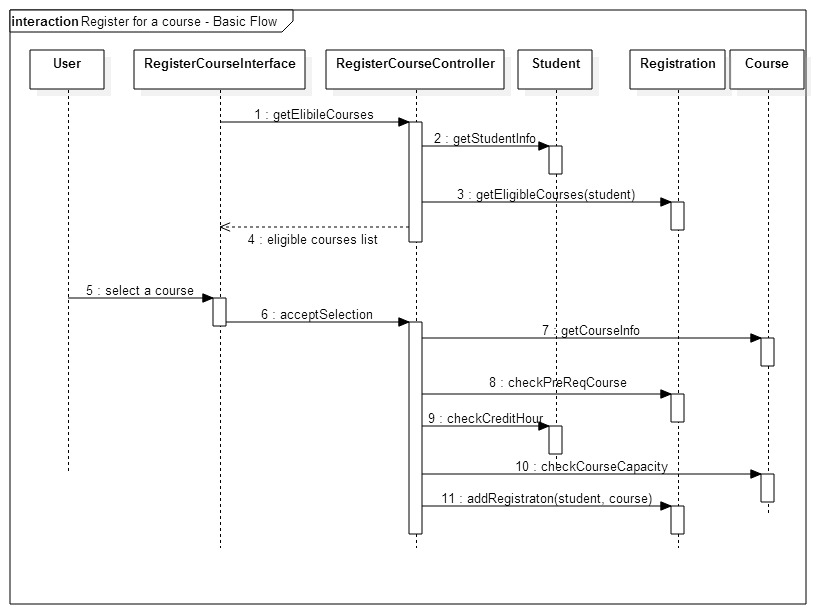 interaction Register for a course - Basic Flow
User
RegisterCourseInterface
RegisterCourseController
Student
Registration
Course
1 : getElibileCourses
2 : getStudentInfo
3 : getEligibleCourses(student)
4 : eligible courses list
5 : select a course
6 : acceptSelection
7 : getCourseInfo
8 : checkPreReqCourse
9 : checkCreditHour
10 : checkCourseCapacity
11 : addRegistraton(student, course)